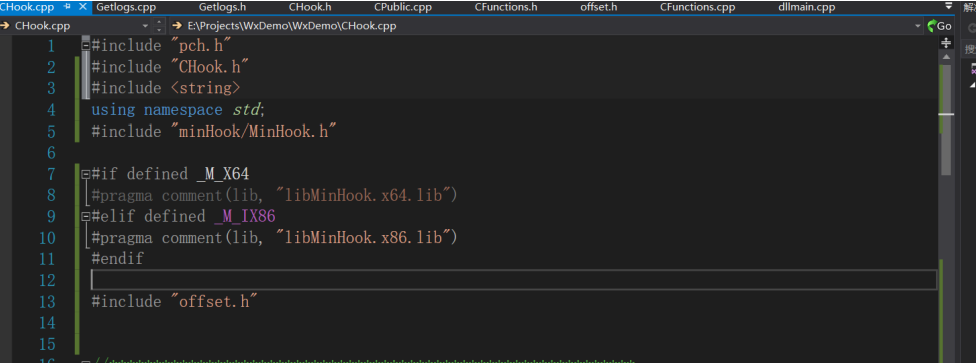 CHook.cpp Getlogs.cpp Getlogs.h CHook.h CPublic.cpp CFunctions.h offset.h CFunctions.cpp dllmain.cpp
CHook.cpp E:\Projects\WxDemo\WxDemo\CHook.cpp Go
1 #include "pch.h"
2 #include "CHook.h"
3 #include <string>
4 using namespace std;
5 #include "minHook/MinHook.h"
6
7 #if defined _M_X64
8 #pragma comment(lib, "libMinHook.x64.lib")
9 #elif defined _M_IX86
10 #pragma comment(lib, "libMinHook.x86.lib")
11 #endif
12
13 #include "offset.h"
14
15